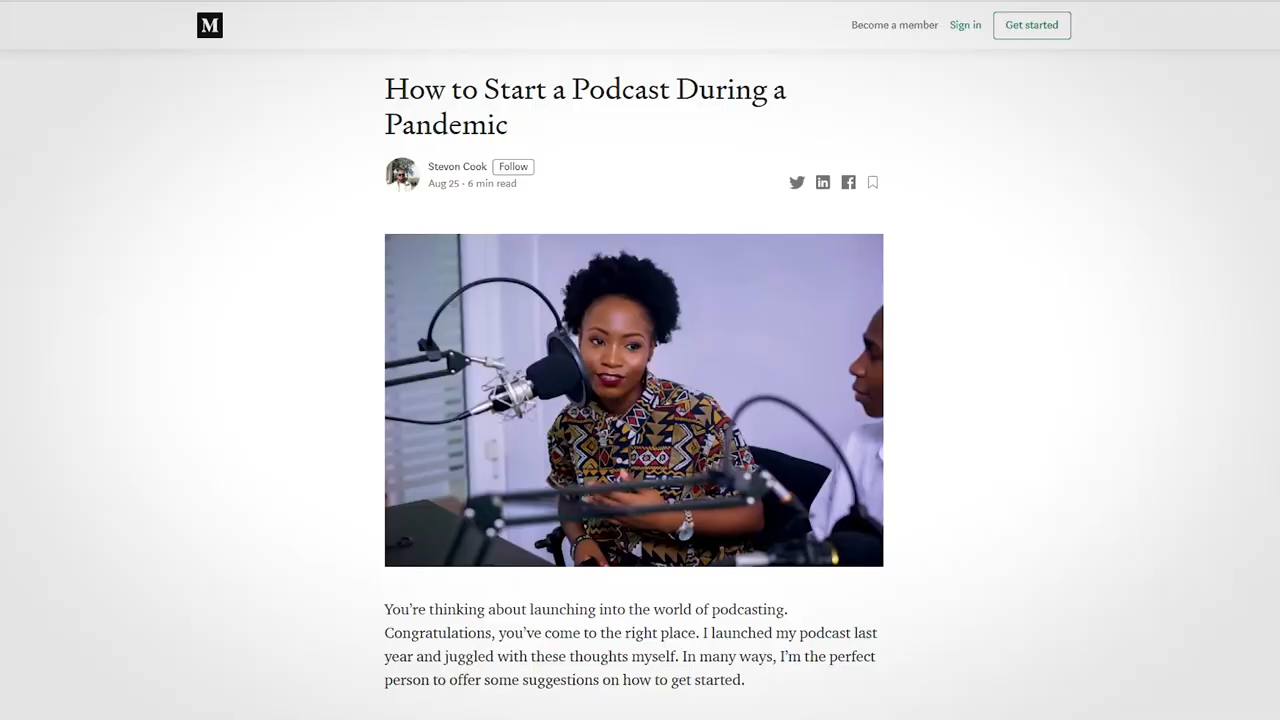 M
Become a member Sign in Get started
How to Start a Podcast During a
Pandemic
Stevon Cook Follow
Aug 25 · 6 min read
You’re thinking about launching into the world of podcasting.
Congratulations, you’ve come to the right place. I launched my podcast last
year and juggled with these thoughts myself. In many ways, I’m the perfect
person to offer some suggestions on how to get started.